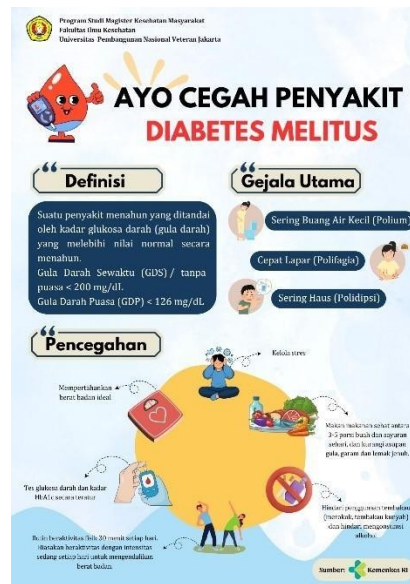 Program Studi Magister Kesehatan Masyarakat
Fakultas Ilmu Kesehatan
Universitas Pembangunan Nasional Veteran Jakarta
AYO CEGAH PENYAKIT
DIABETES MELITUS
Definisi
Suatu penyakit menahun yang ditandai
oleh kadar glukosa darah (gula darah)
yang melebihi nilai normal secara
menahun.
Gula Darah Sewaktu (GDS) / tanpa
puasa < 200 mg/dL
Gula Darah Puasa (GDP) < 126 mg/dL
Gejala Utama
Sering Buang Air Kecil (Polium)
Cepat Lapar (Polifagia)
Sering Haus (Polidipsi)
Pencegahan
Kelola stres
Mempertahankan
berat badan ideal
Makan makanan sehat antara
3-5 porsi buah dan sayuran
sehari, dan kurangi asupan
gula, garam dan lemak jenuh.
Tes glukosa darah dan kadar
HbA1c secara teratur
Hindari penggunaan tembakau
(merokok, tembakau kunyah)
dan hindari mengonsumsi
alkohol.
Rutin beraktivitas fisik 30 menit setiap hari.
Biasakan beraktivitas dengan intensitas
sedang setiap hari untuk mengendalikan
berat badan.
Sumber: Kemenkes RI